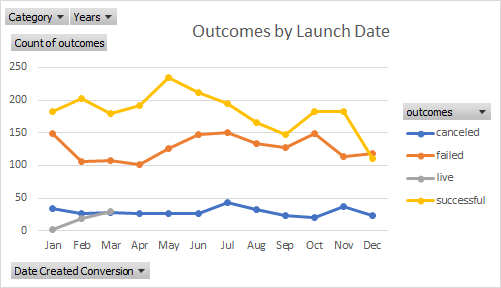 Category Years
Outcomes by Launch Date
Count of outcomes
250
200
150
100
50
0
Jan Feb Mar Apr May Jun Jul Aug Sep Oct Nov Dec
outcomes
canceled
failed
live
successful
Date Created Conversion